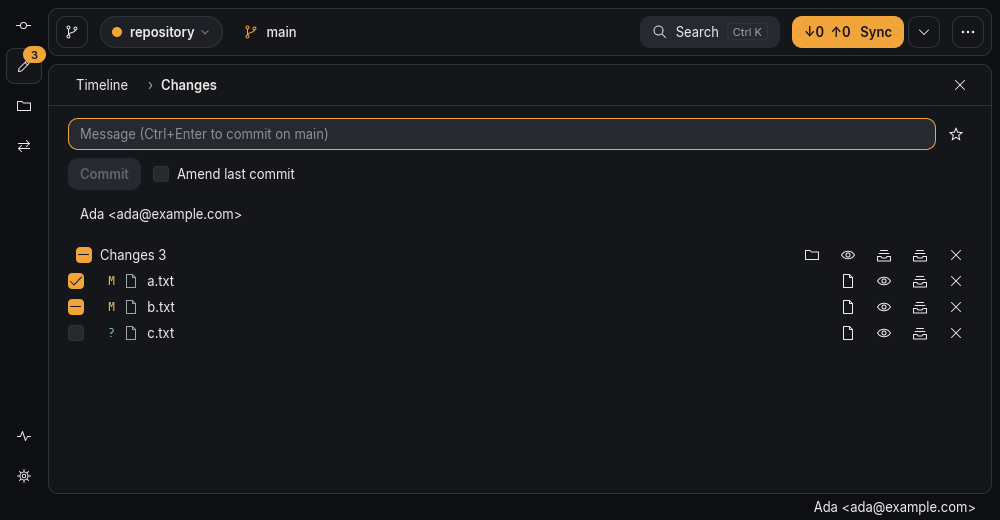 repository
main
Search Ctrl K
↓0 ↑0 Sync
3
Timeline › Changes
Message (Ctrl+Enter to commit on main)
Commit
Amend last commit
Ada <ada@example.com>
Changes 3
M a.txt
M b.txt
? c.txt
Ada <ada@example.com>